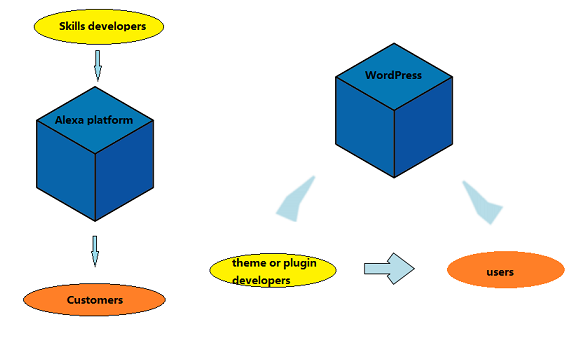 Skills developers
Alexa platform
Customers
WordPress
theme or plugin
developers
users